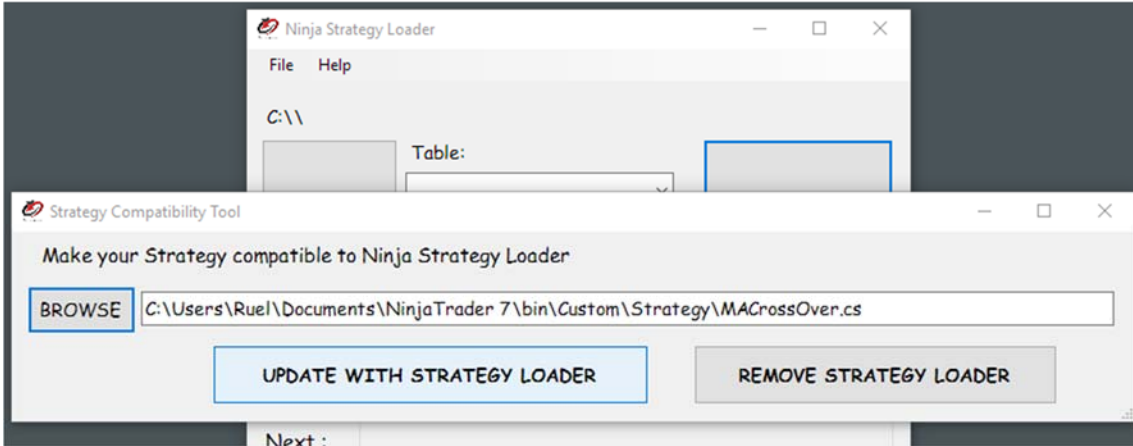 Ninja Strategy Loader
File Help
C:\\
Table:
Strategy Compatibility Tool
Make your Strategy compatible to Ninja Strategy Loader
BROWSE C:\Users\Ruel\Documents\NinjaTrader 7\bin\Custom\Strategy\MACrossOver.cs
UPDATE WITH STRATEGY LOADER REMOVE STRATEGY LOADER
Next :